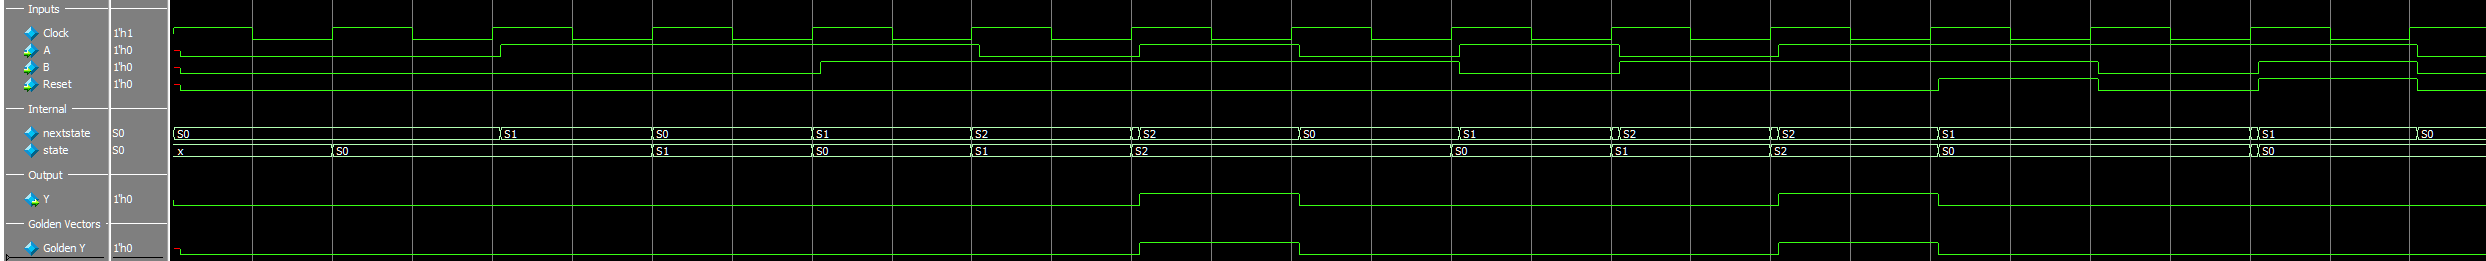 Inputs
Clock 1'h1
A 1'h0
B 1'h0
Reset 1'h0
Internal
nextstate S0 S0 S1 S0 S1 S2 S2 S0 S1 S2 S2 S1 S1 S0
state S0 x S0 S1 S0 S1 S2 S0 S1 S2 S0 S0
Output
Y 1'h0
Golden Vectors
Golden Y 1'h0